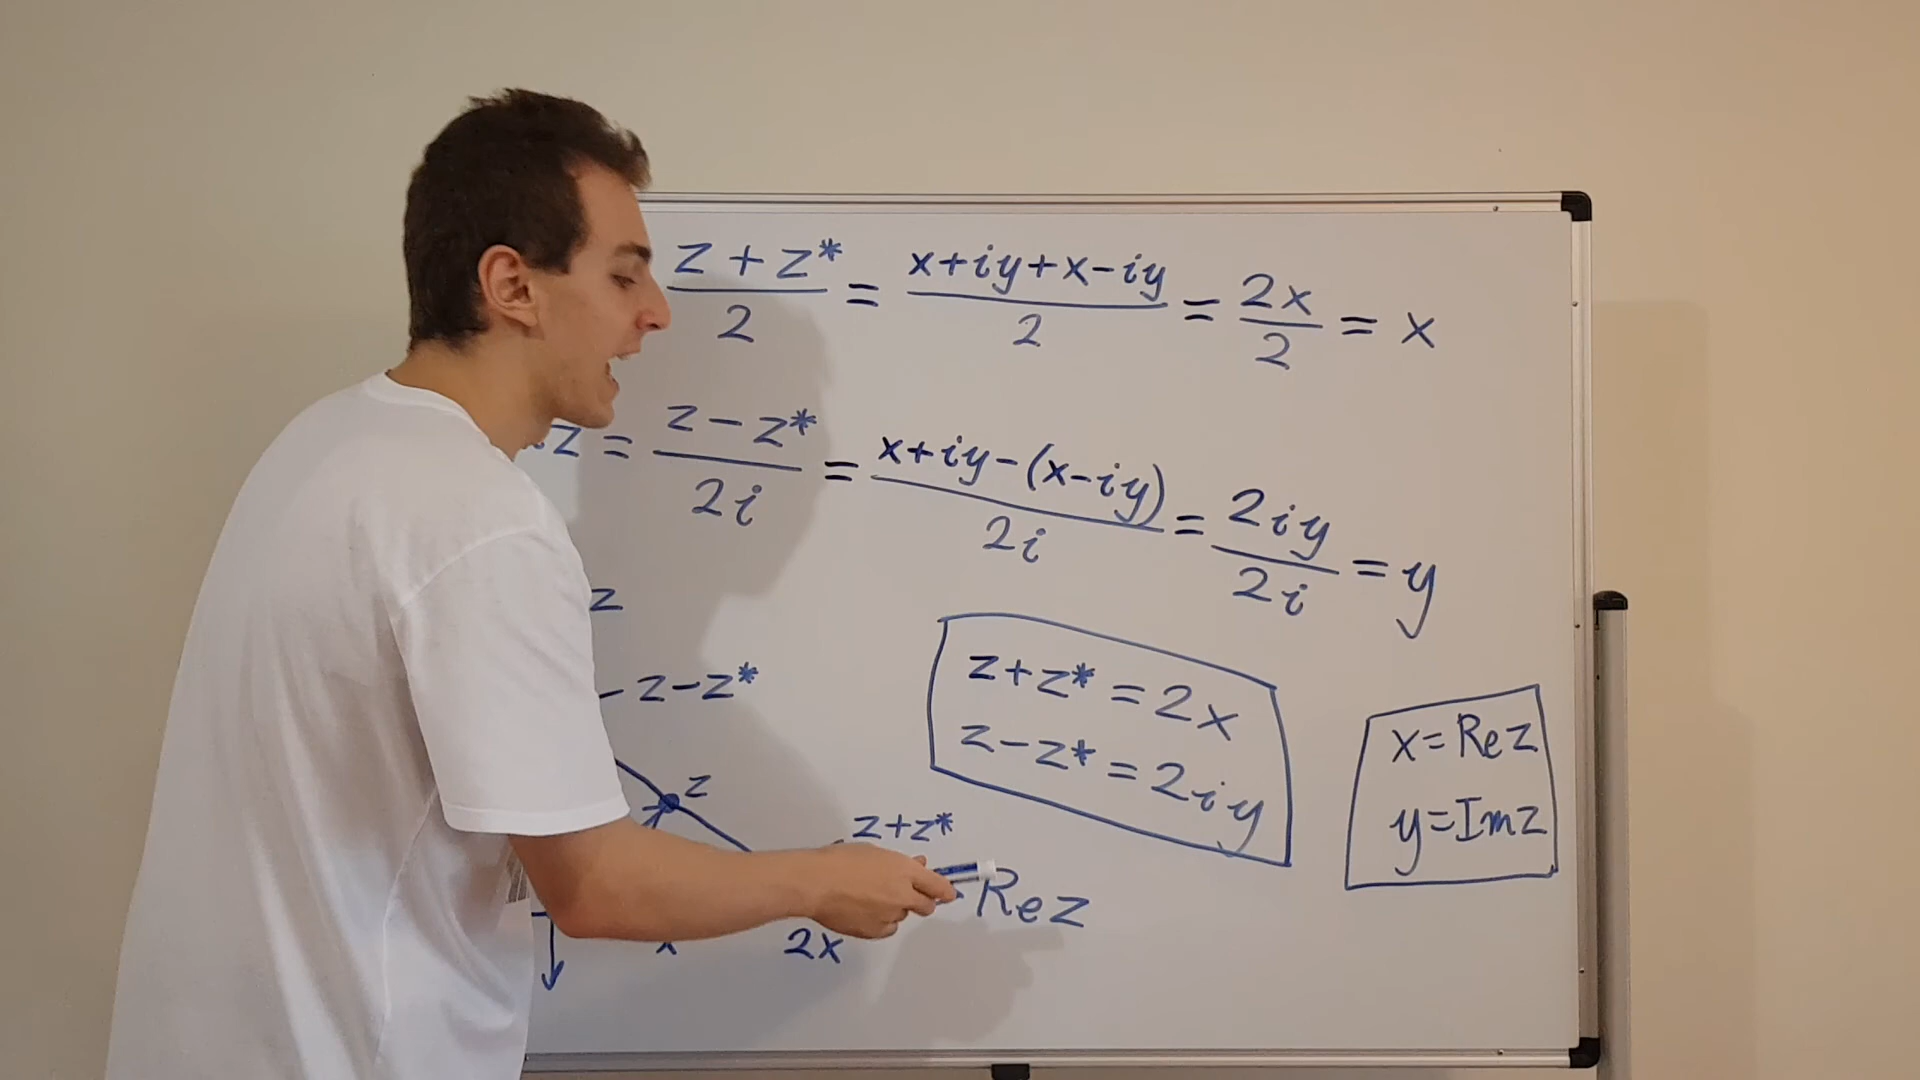 z + z* / 2 = x+iy+x-iy / 2 = 2x / 2 = x
z = z - z* / 2i = x+iy-(x-iy) / 2i = 2iy / 2i = y
z
z-z*
z+z* = 2x
z-z* = 2iy
x=Re z
y=Im z
z
z+z*
Re z
x
2x